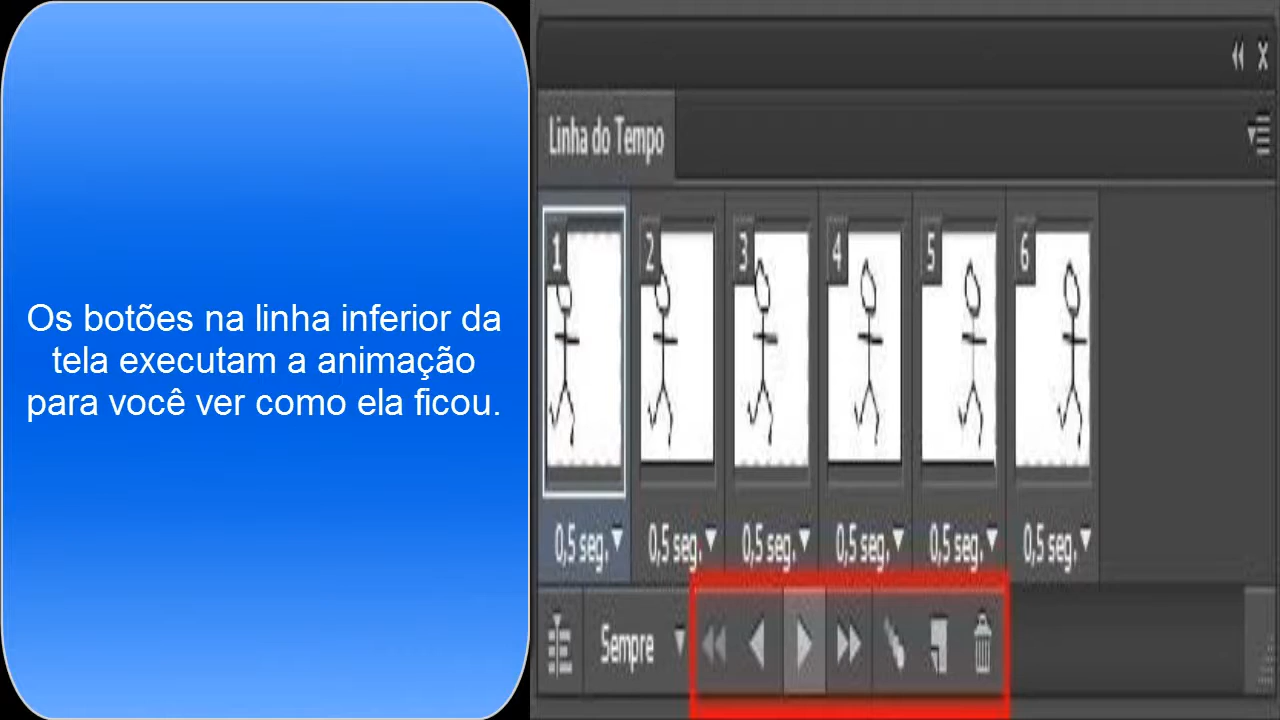 Os botões na linha inferior da
tela executam a animação
para você ver como ela ficou.
Linha do Tempo
1 2 3 4 5 6
0,5 seg. 0,5 seg. 0,5 seg. 0,5 seg. 0,5 seg. 0,5 seg.
Sempre